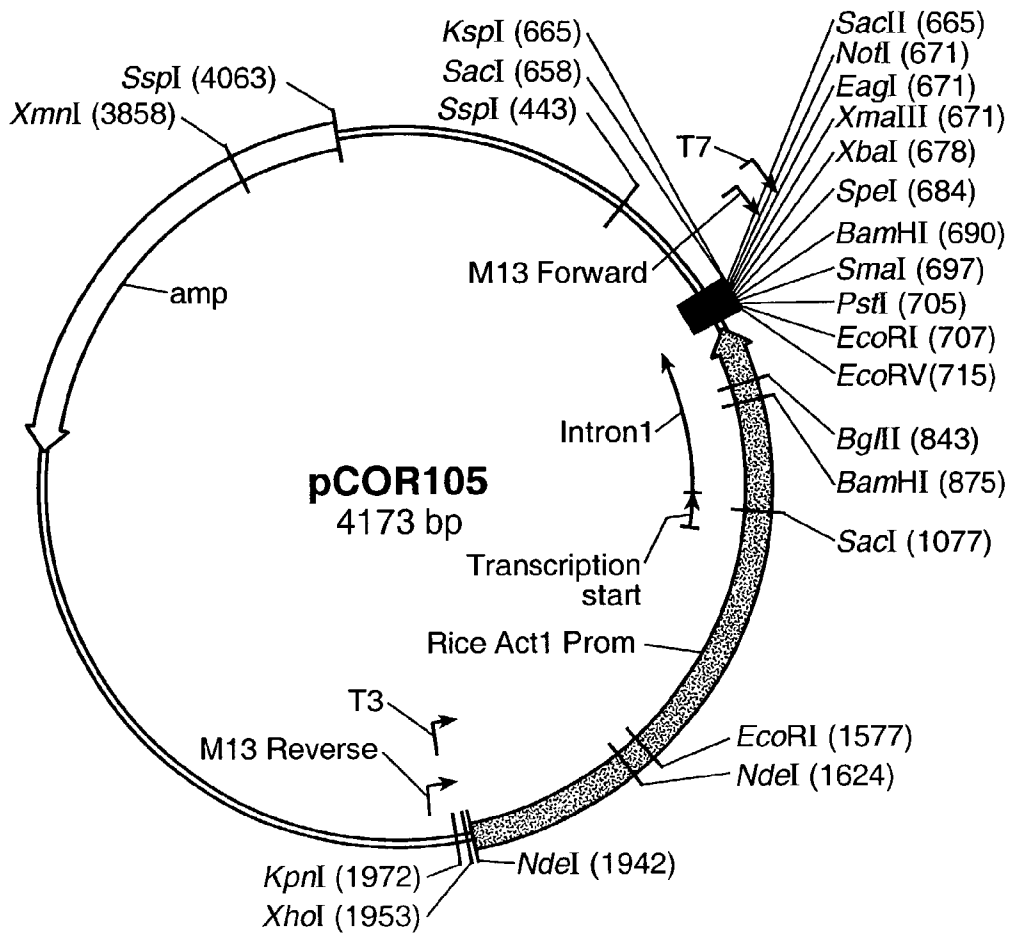 KspI (665)
SacI (658)
SspI (443)
SspI (4063)
XmnI (3858)
SacII (665)
NotI (671)
EagI (671)
XmaIII (671)
XbaI (678)
SpeI (684)
BamHI (690)
SmaI (697)
PstI (705)
EcoRI (707)
EcoRV(715)
T7
M13 Forward
amp
Intron1
BglII (843)
BamHI (875)
SacI (1077)
pCOR105
4173 bp
Transcription
start
Rice Act1 Prom
T3
M13 Reverse
EcoRI (1577)
NdeI (1624)
NdeI (1942)
KpnI (1972)
XhoI (1953)